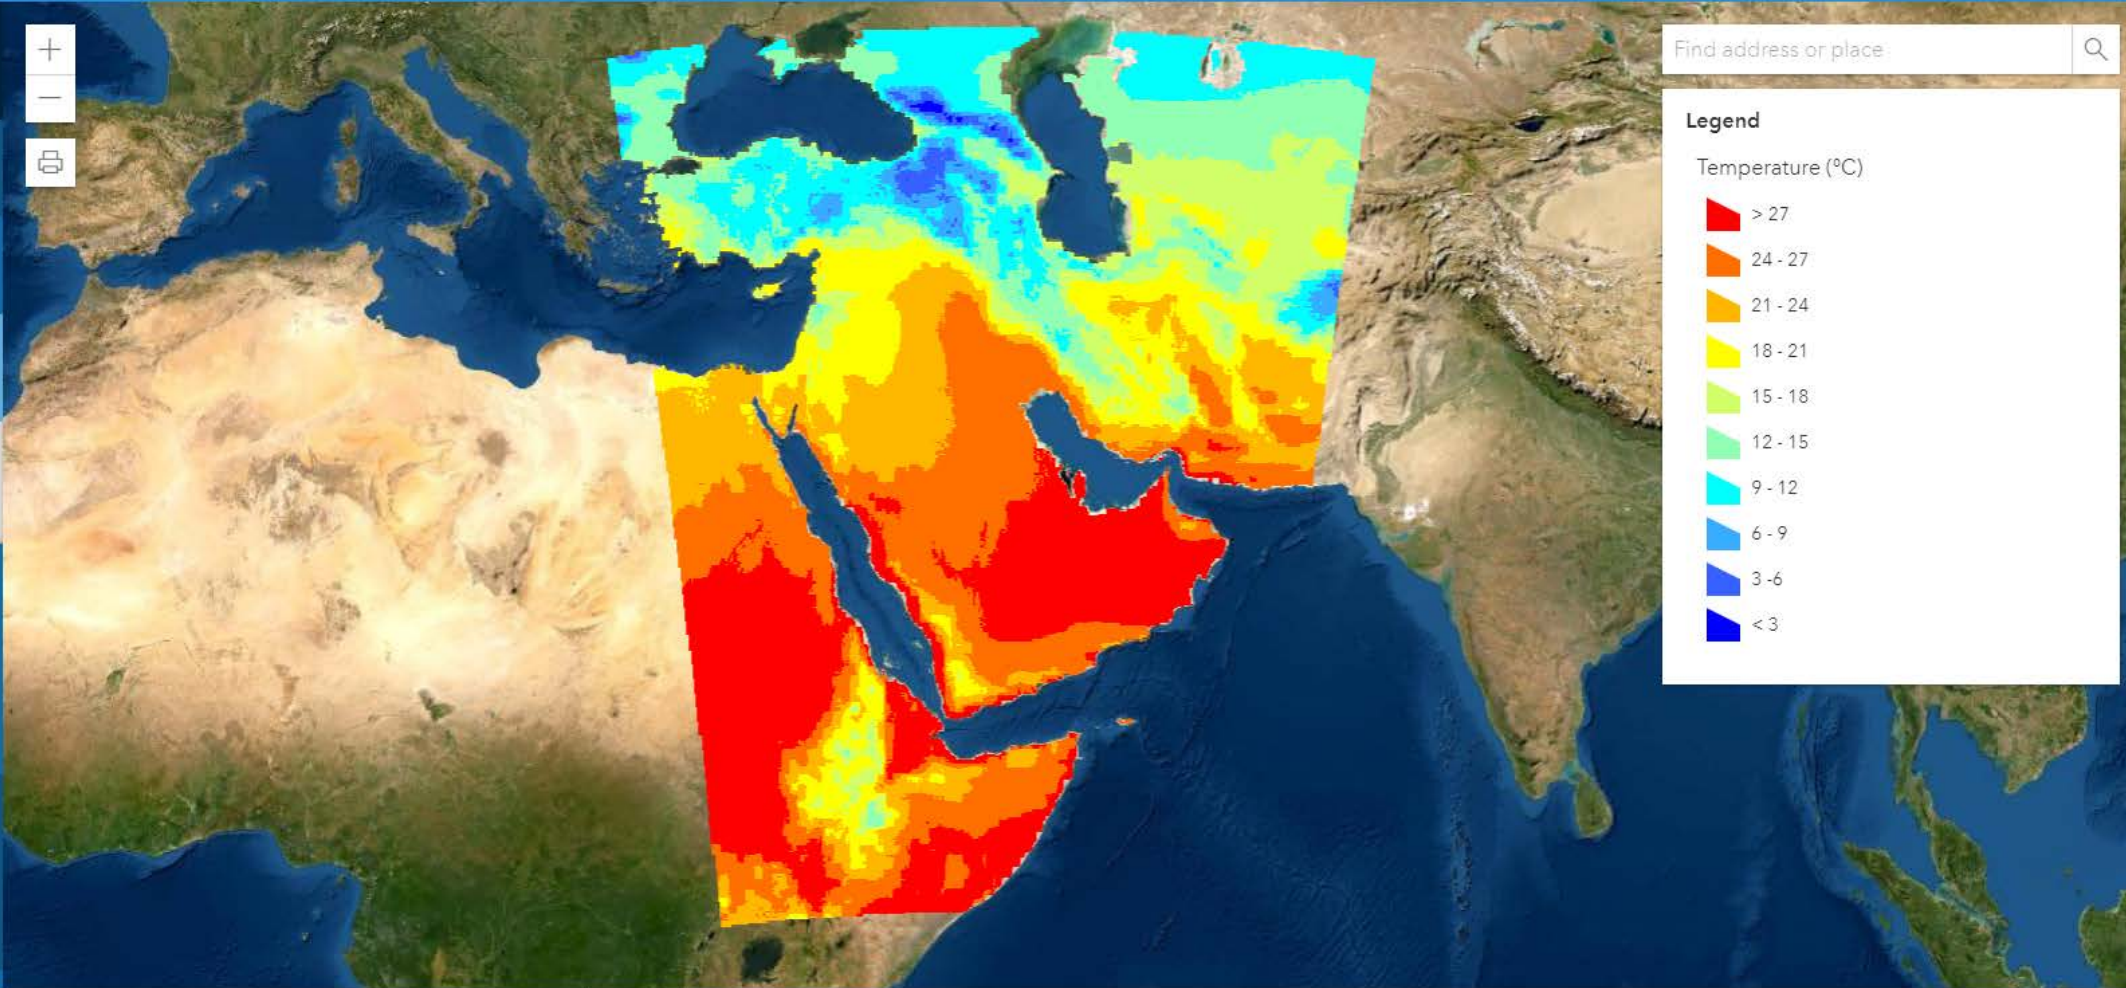 Find address or place
Legend
Temperature (ºC)
> 27
24 - 27
21 - 24
18 - 21
15 - 18
12 - 15
9 - 12
6 - 9
3 -6
< 3